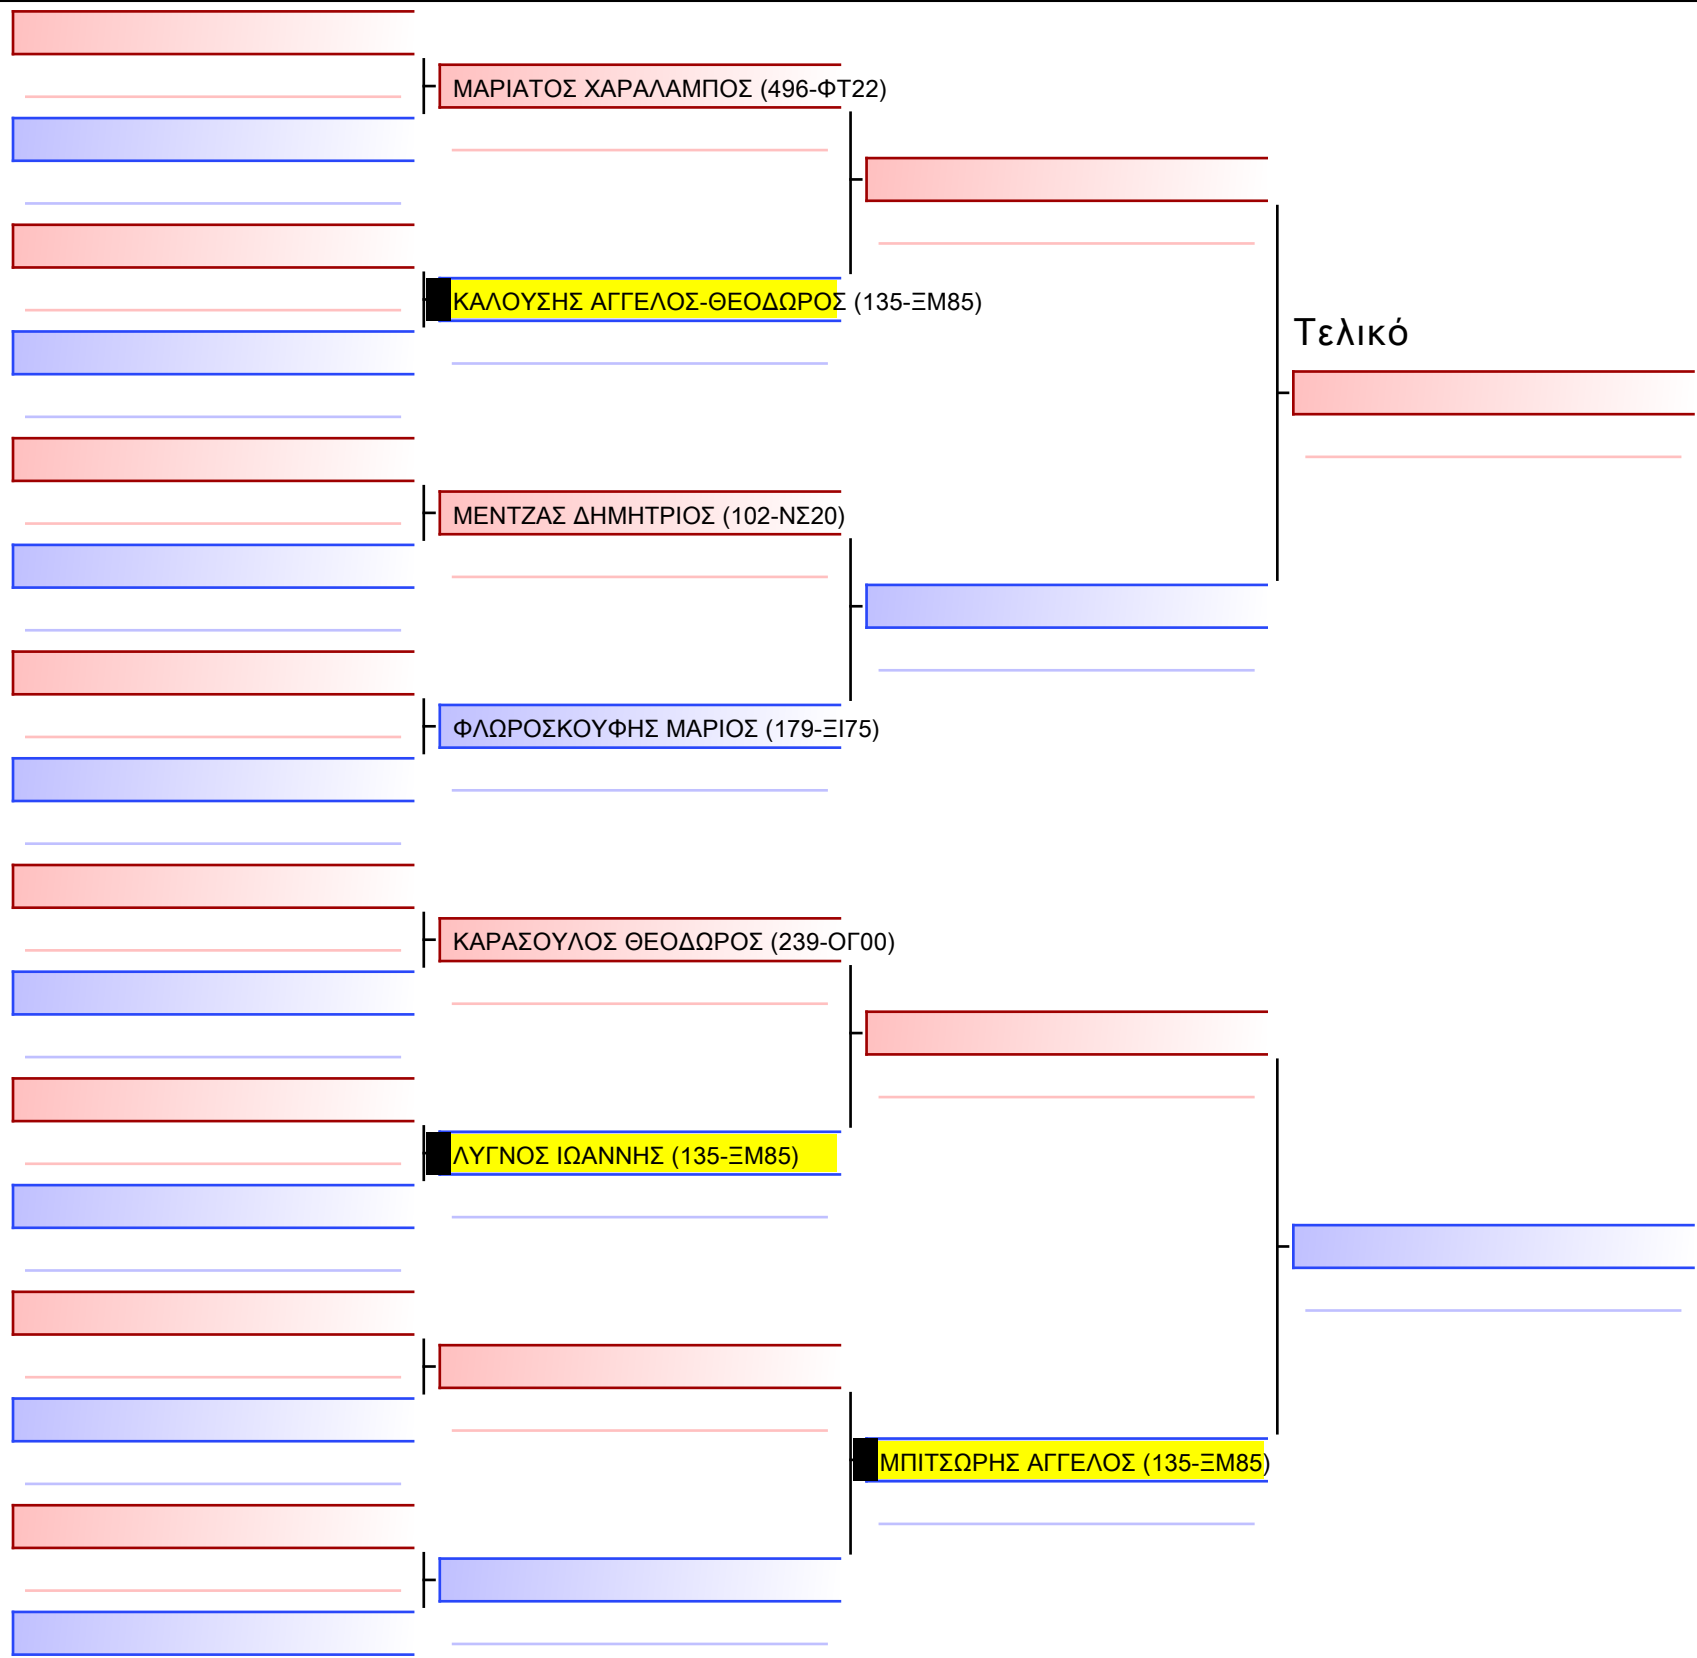 ΜΑΡΙΑΤΟΣ ΧΑΡΑΛΑΜΠΟΣ (496-ΦΤ22)
ΚΑΛΟΥΣΗΣ ΑΓΓΕΛΟΣ-ΘΕΟΔΩΡΟΣ (135-ΞΜ85)
Τελικό
ΜΕΝΤΖΑΣ ΔΗΜΗΤΡΙΟΣ (102-ΝΣ20)
ΦΛΩΡΟΣΚΟΥΦΗΣ ΜΑΡΙΟΣ (179-ΞΙ75)
ΚΑΡΑΣΟΥΛΟΣ ΘΕΟΔΩΡΟΣ (239-ΟΓ00)
ΛΥΓΝΟΣ ΙΩΑΝΝΗΣ (135-ΞΜ85)
ΜΠΙΤΣΩΡΗΣ ΑΓΓΕΛΟΣ (135-ΞΜ85)